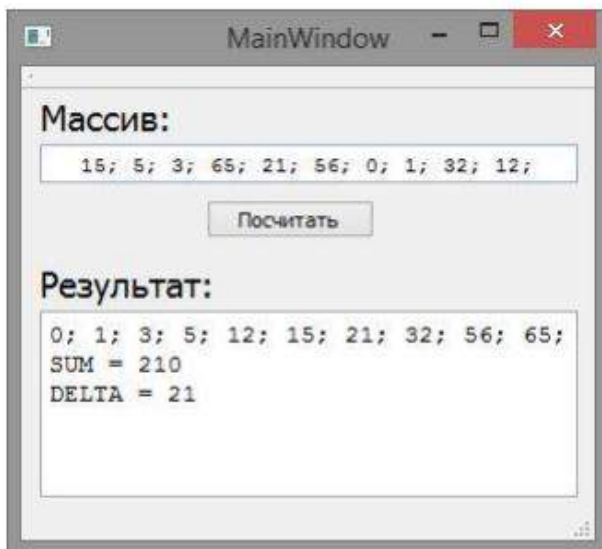 MainWindow
Массив:
15; 5; 3; 65; 21; 56; 0; 1; 32; 12;
Посчитать
Результат:
0; 1; 3; 5; 12; 15; 21; 32; 56; 65;
SUM = 210
DELTA = 21